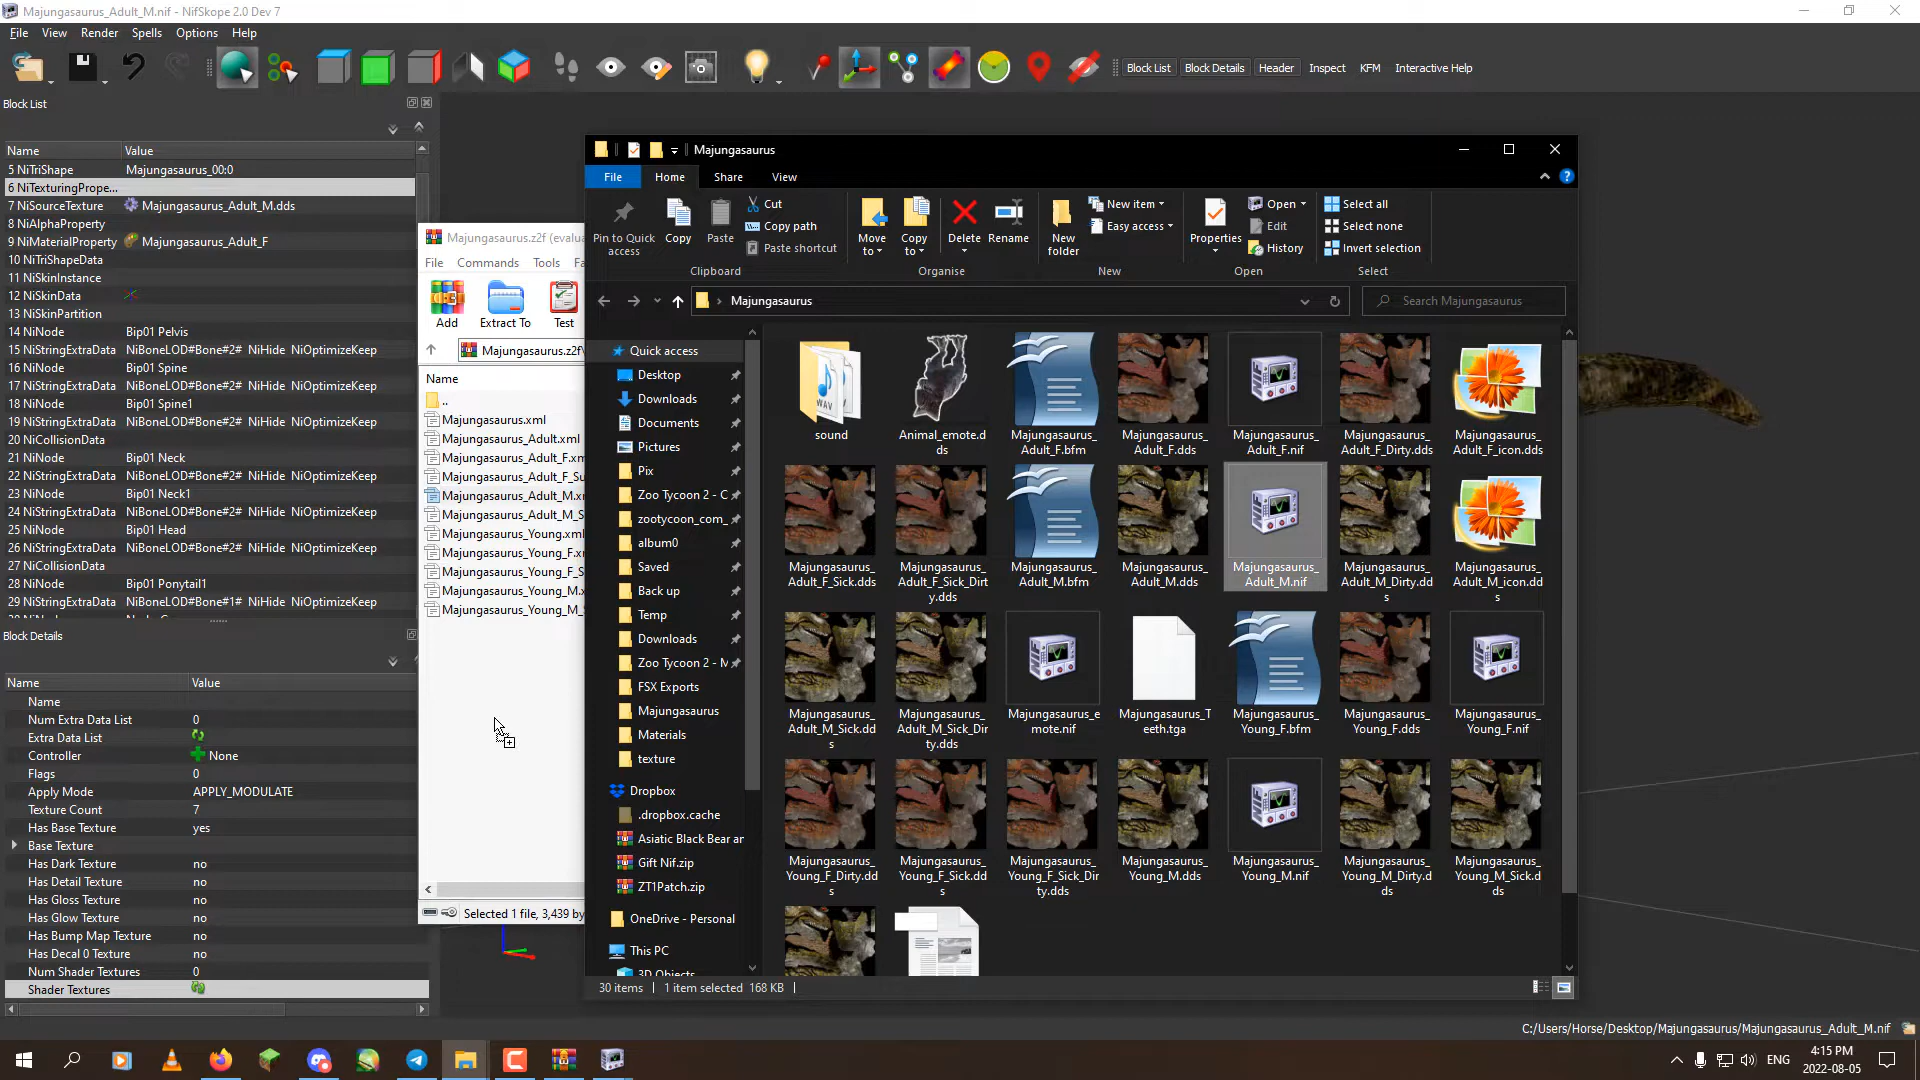 Majungasaurus_Adult_M.nif - NifSkope 2.0 Dev 7
File View Render Spells Options Help
Block List Block Details Header Inspect KFM Interactive Help
Block List
Name Value
5 NiTriShape Majungasaurus_00:0
6 NiTexturingPrope...
7 NiSourceTexture Majungasaurus_Adult_M.dds
8 NiAlphaProperty
9 NiMaterialProperty Majungasaurus_Adult_F
10 NiTriShapeData
11 NiSkinInstance
12 NiSkinData
13 NiSkinPartition
14 NiNode Bip01 Pelvis
15 NiStringExtraData NiBoneLOD#Bone#2# NiHide NiOptimizeKeep
16 NiNode Bip01 Spine
17 NiStringExtraData NiBoneLOD#Bone#2# NiHide NiOptimizeKeep
18 NiNode Bip01 Spine1
19 NiStringExtraData NiBoneLOD#Bone#2# NiHide NiOptimizeKeep
20 NiCollisionData
21 NiNode Bip01 Neck
22 NiStringExtraData NiBoneLOD#Bone#2# NiHide NiOptimizeKeep
23 NiNode Bip01 Neck1
24 NiStringExtraData NiBoneLOD#Bone#2# NiHide NiOptimizeKeep
25 NiNode Bip01 Head
26 NiStringExtraData NiBoneLOD#Bone#2# NiHide NiOptimizeKeep
27 NiCollisionData
28 NiNode Bip01 Ponytail1
29 NiStringExtraData NiBoneLOD#Bone#1# NiHide NiOptimizeKeep
Block Details
Name Value
Name
Num Extra Data List 0
Extra Data List
Controller None
Flags 0
Apply Mode APPLY_MODULATE
Texture Count 7
Has Base Texture yes
Base Texture
Has Dark Texture no
Has Detail Texture no
Has Gloss Texture no
Has Glow Texture no
Has Bump Map Texture no
Has Decal 0 Texture no
Num Shader Textures 0
Shader Textures
Majungasaurus.z2f (evalua
File Commands Tools Fa
Add Extract To Test
Majungasaurus.z2f\
Name
..
Majungasaurus.xml
Majungasaurus_Adult.xml
Majungasaurus_Adult_F.xm
Majungasaurus_Adult_F_Su
Majungasaurus_Adult_M.x
Majungasaurus_Adult_M_S
Majungasaurus_Young.xml
Majungasaurus_Young_F.x
Majungasaurus_Young_F_S
Majungasaurus_Young_M.x
Majungasaurus_Young_M_
Selected 1 file, 3,439 by
Majungasaurus
File Home Share View
Pin to Quick access
Copy
Paste
Cut
Copy path
Paste shortcut
Clipboard
Move to
Copy to
Delete
Rename
Organise
New folder
New item
Easy access
New
Properties
Open
Edit
History
Open
Select all
Select none
Invert selection
Select
Majungasaurus
Search Majungasaurus
Quick access
Desktop
Downloads
Documents
Pictures
Pix
Zoo Tycoon 2 - C
zootycoon_com_
album0
Saved
Back up
Temp
Downloads
Zoo Tycoon 2 - M
FSX Exports
Majungasaurus
Materials
texture
Dropbox
.dropbox.cache
Asiatic Black Bear an
Gift Nif.zip
ZT1Patch.zip
OneDrive - Personal
This PC
3D Objects
sound
Animal_emote.dds
Majungasaurus_Adult_F.bfm
Majungasaurus_Adult_F.dds
Majungasaurus_Adult_F.nif
Majungasaurus_Adult_F_Dirty.dds
Majungasaurus_Adult_F_icon.dds
Majungasaurus_Adult_F_Sick.dds
Majungasaurus_Adult_F_Sick_Dirty.dds
Majungasaurus_Adult_M.bfm
Majungasaurus_Adult_M.dds
Majungasaurus_Adult_M.nif
Majungasaurus_Adult_M_Dirty.dds
Majungasaurus_Adult_M_icon.dds
Majungasaurus_Adult_M_Sick.dds
Majungasaurus_Adult_M_Sick_Dirty.dds
Majungasaurus_emote.nif
Majungasaurus_Teeth.tga
Majungasaurus_Young_F.bfm
Majungasaurus_Young_F.dds
Majungasaurus_Young_F.nif
Majungasaurus_Young_F_Dirty.dds
Majungasaurus_Young_F_Sick.dds
Majungasaurus_Young_F_Sick_Dirty.dds
Majungasaurus_Young_M.dds
Majungasaurus_Young_M.nif
Majungasaurus_Young_M_Dirty.dds
Majungasaurus_Young_M_Sick.dds
30 items 1 item selected 168 KB
C:/Users/Horse/Desktop/Majungasaurus/Majungasaurus_Adult_M.nif
ENG
4:15 PM
2022-08-05